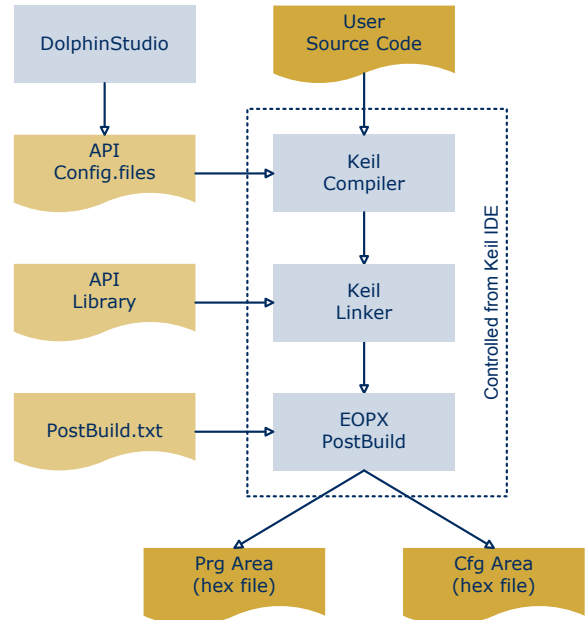 DolphinStudio
User
Source Code
API
Config.files
Keil
Compiler
API
Library
Keil
Linker
Controlled from Keil IDE
PostBuild.txt
EOPX
PostBuild
Prg Area
(hex file)
Cfg Area
(hex file)